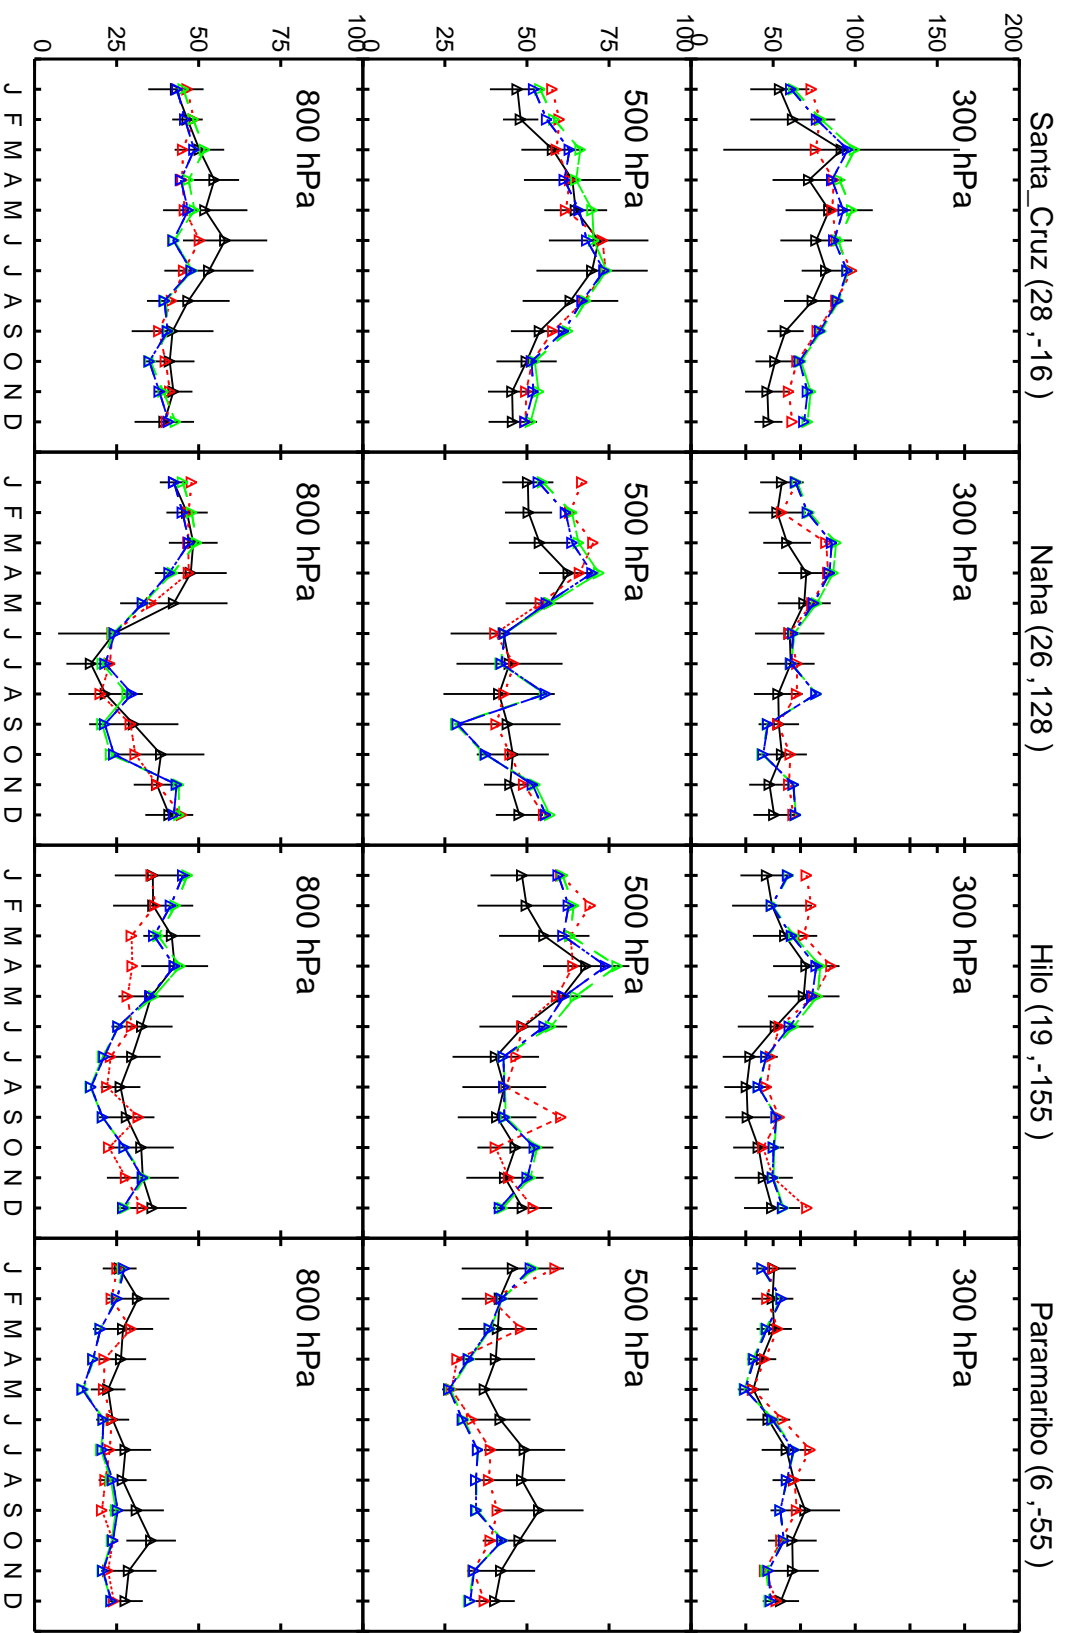 Santa_Cruz (28 ,-16 )
Naha (26 ,128 )
Hilo (19 ,-155 )
Paramaribo (6 ,-55 )
200
150
100
50
0
300 hPa
300 hPa
300 hPa
300 hPa
100
75
50
25
0
500 hPa
500 hPa
500 hPa
500 hPa
100
75
50
25
0
800 hPa
800 hPa
800 hPa
800 hPa
J F M A M J J A S O N D
J F M A M J J A S O N D
J F M A M J J A S O N D
J F M A M J J A S O N D